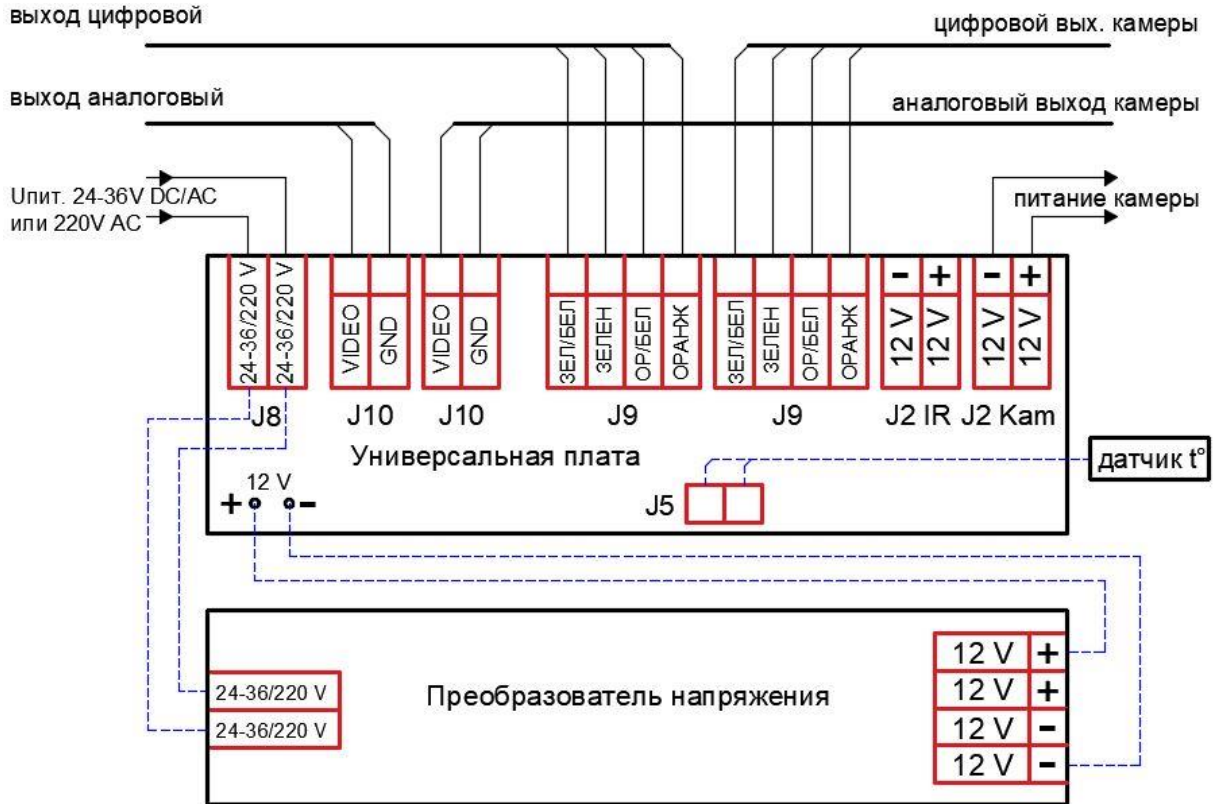 выход цифровой
цифровой вых. камеры
выход аналоговый
аналоговый выход камеры
Uпит. 24-36V DC/AC
или 220V AC
питание камеры
24-36/220 V
24-36/220 V
VIDEO
GND
VIDEO
GND
ЗЕЛ/БЕЛ
ЗЕЛЕН
ОР/БЕЛ
ОРАНЖ
ЗЕЛ/БЕЛ
ЗЕЛЕН
ОР/БЕЛ
ОРАНЖ
- +
12 V
12 V
- +
12 V
12 V
J8 J10 J10 J9 J9 J2 IR J2 Kam
Универсальная плата
датчик t°
12 V
+ -
J5
12 V +
12 V +
12 V -
12 V -
24-36/220 V
24-36/220 V
Преобразователь напряжения